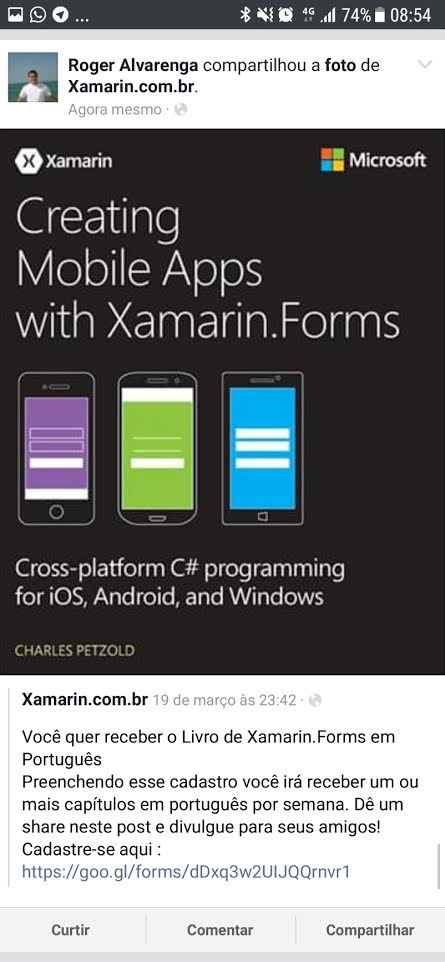 ... 4G 74% 08:54
Roger Alvarenga compartilhou a foto de
Xamarin.com.br.
Agora mesmo ·
Xamarin Microsoft
Creating
Mobile Apps
with Xamarin.Forms
Cross-platform C# programming
for iOS, Android, and Windows
CHARLES PETZOLD
Xamarin.com.br 19 de março às 23:42 ·
Você quer receber o Livro de Xamarin.Forms em
Português
Preenchendo esse cadastro você irá receber um ou
mais capítulos em português por semana. Dê um
share neste post e divulgue para seus amigos!
Cadastre-se aqui :
https://goo.gl/forms/dDxq3w2UIJQQrnvr1
Curtir Comentar Compartilhar